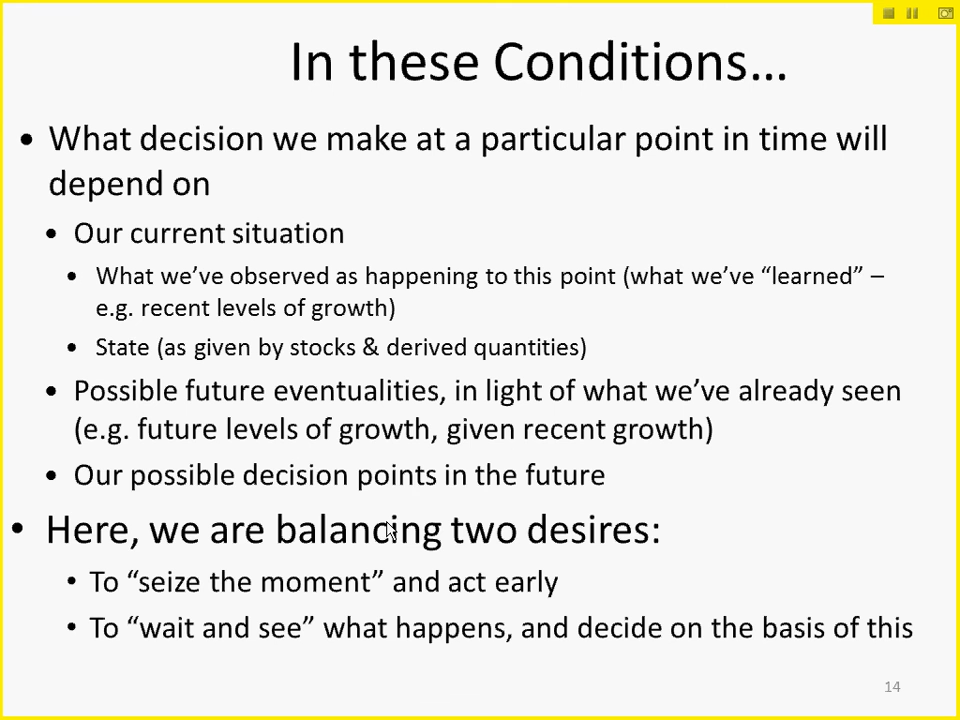 In these Conditions…
• What decision we make at a particular point in time will
depend on
• Our current situation
• What we’ve observed as happening to this point (what we’ve “learned” –
e.g. recent levels of growth)
• State (as given by stocks & derived quantities)
• Possible future eventualities, in light of what we’ve already seen
(e.g. future levels of growth, given recent growth)
• Our possible decision points in the future
• Here, we are balancing two desires:
• To “seize the moment” and act early
• To “wait and see” what happens, and decide on the basis of this
14